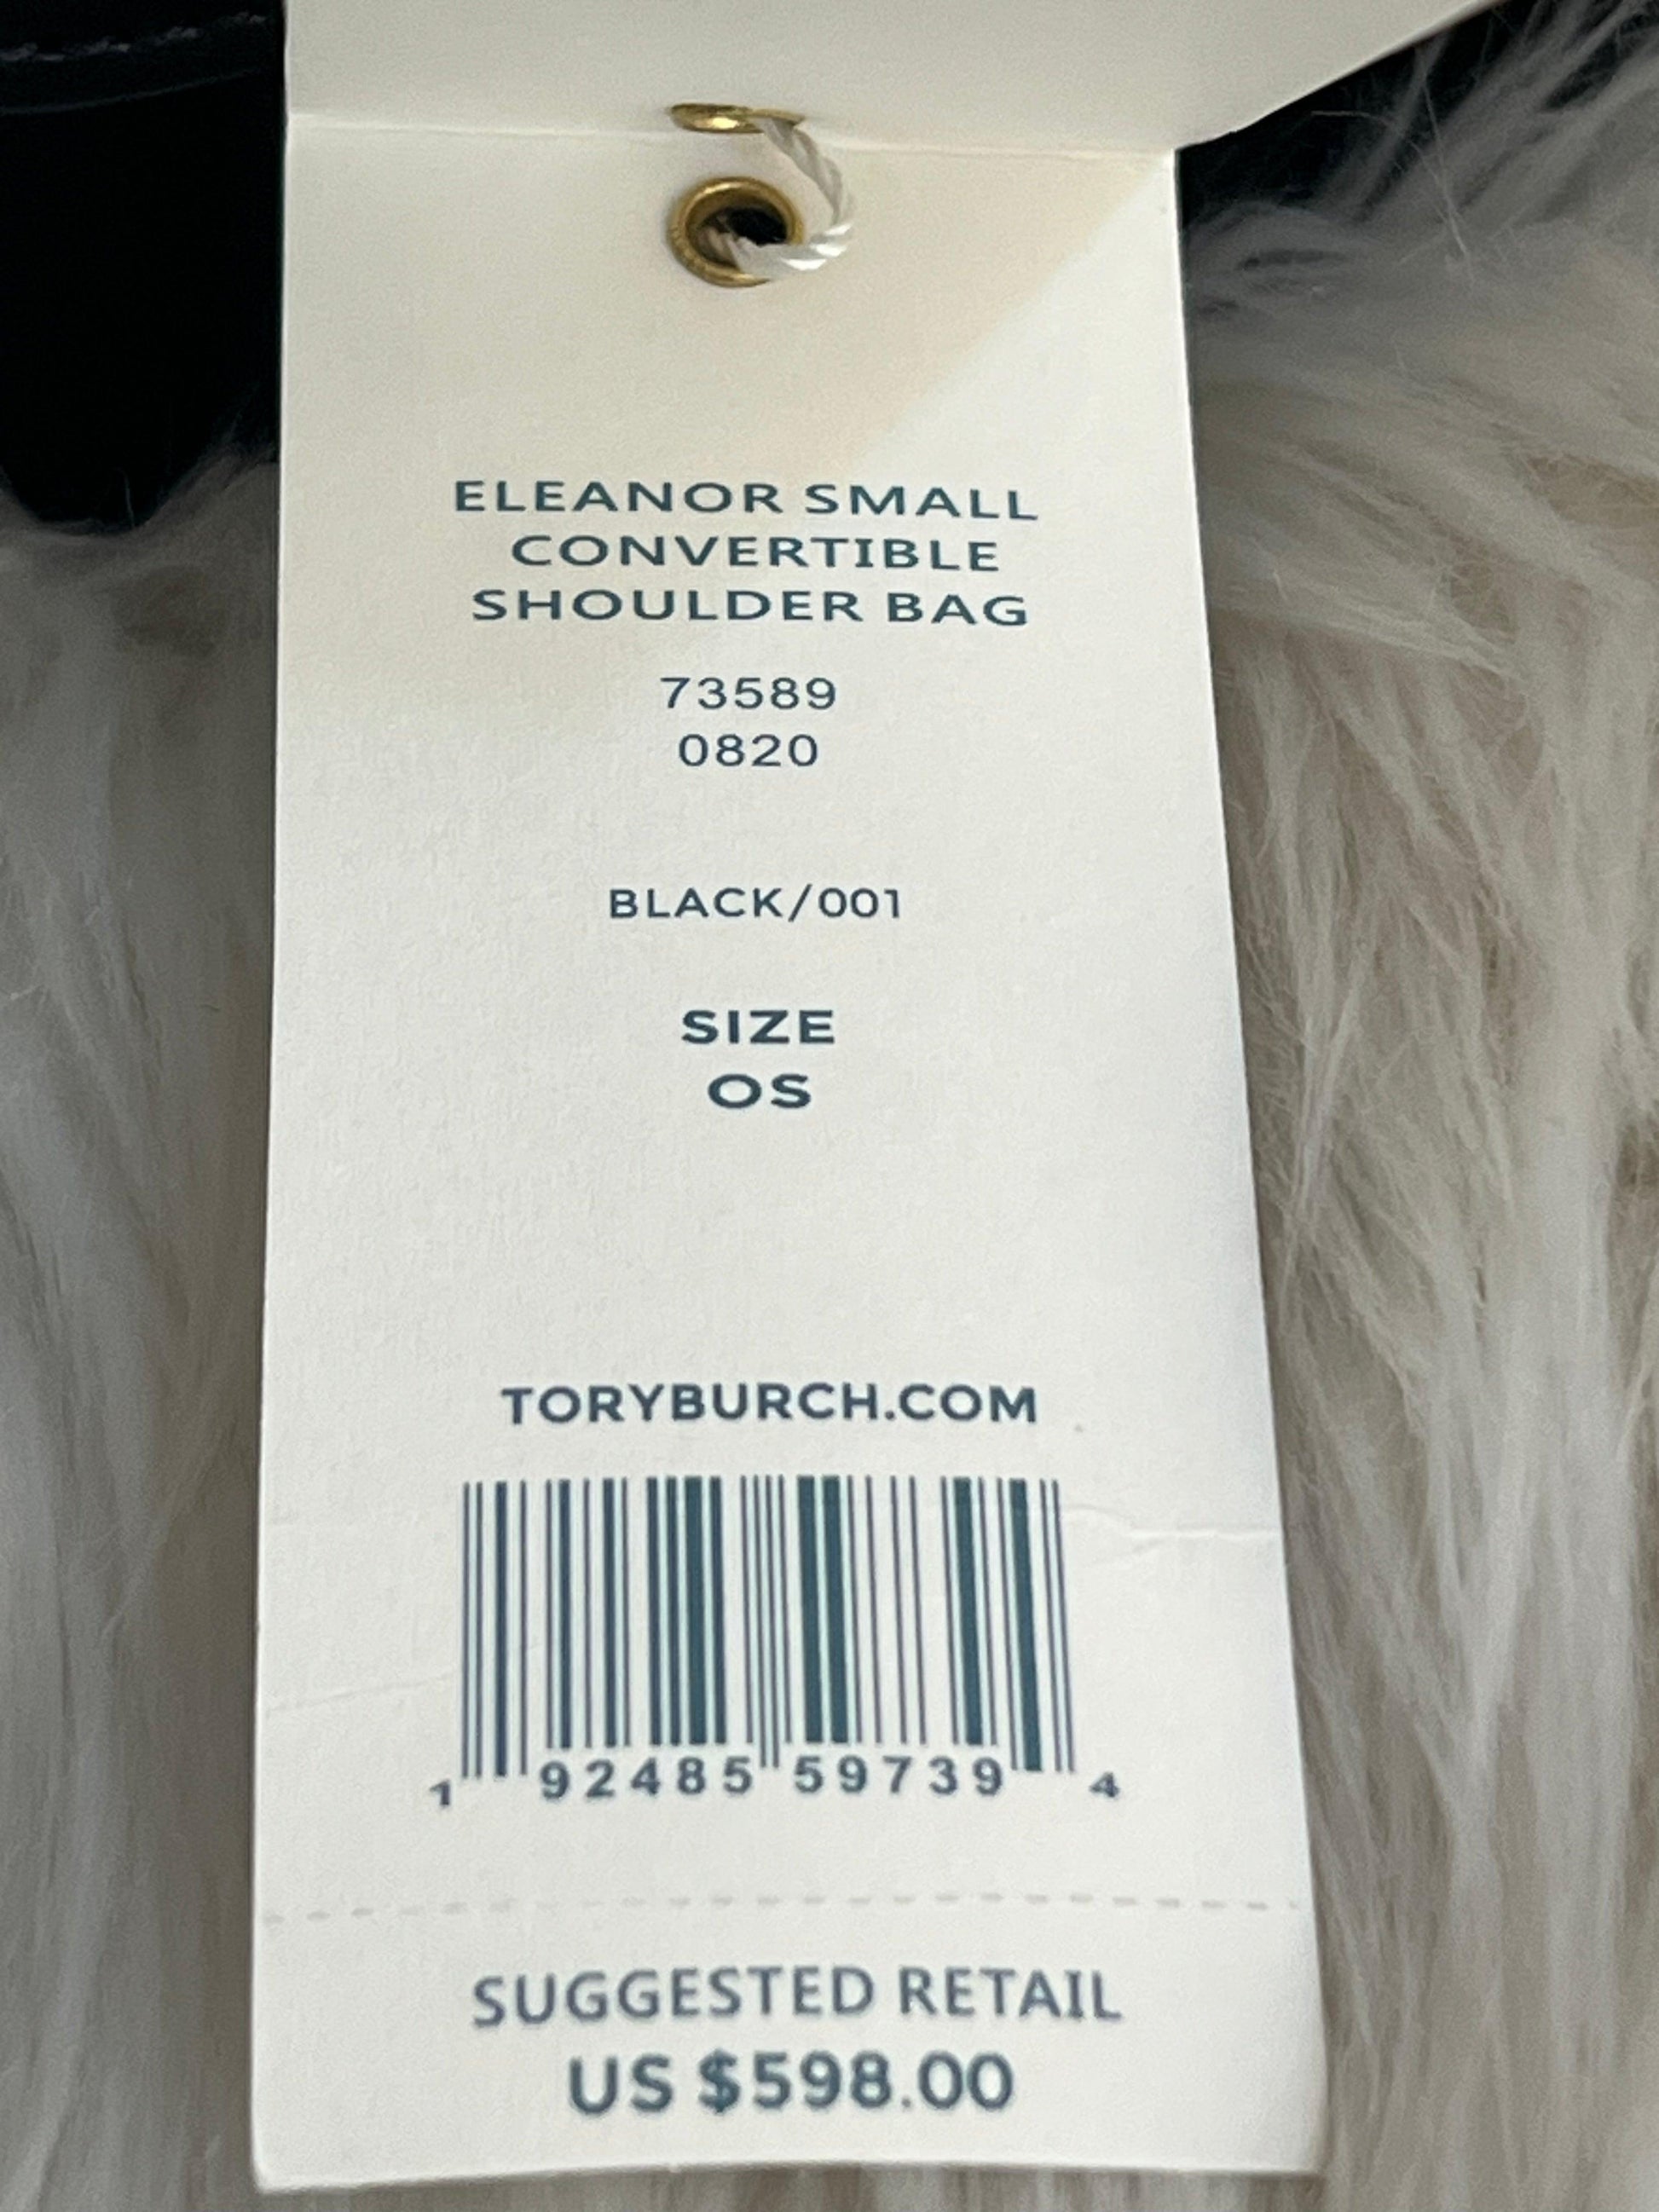 ELEANOR SMALL
CONVERTIBLE
SHOULDER BAG
73589
0820
BLACK/001
SIZE
OS
TORYBURCH.COM
1 92485 59739 4
SUGGESTED RETAIL
US $598.00